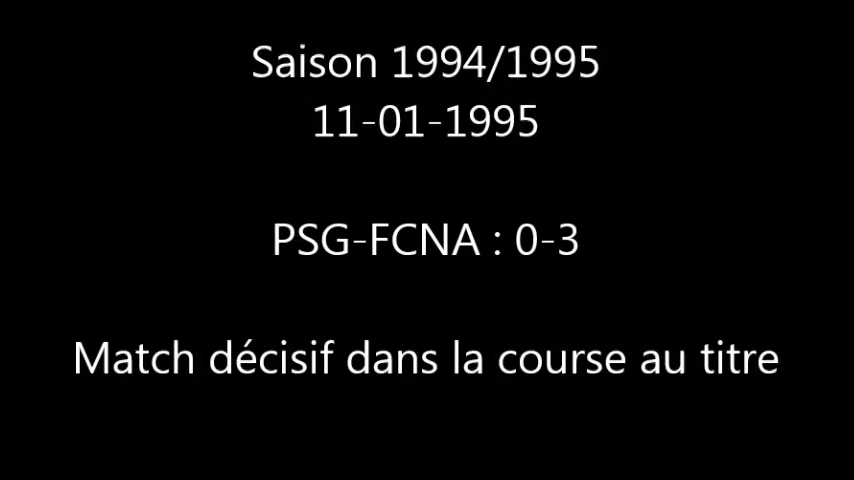 Saison 1994/1995
11-01-1995
PSG-FCNA : 0-3
Match décisif dans la course au titre